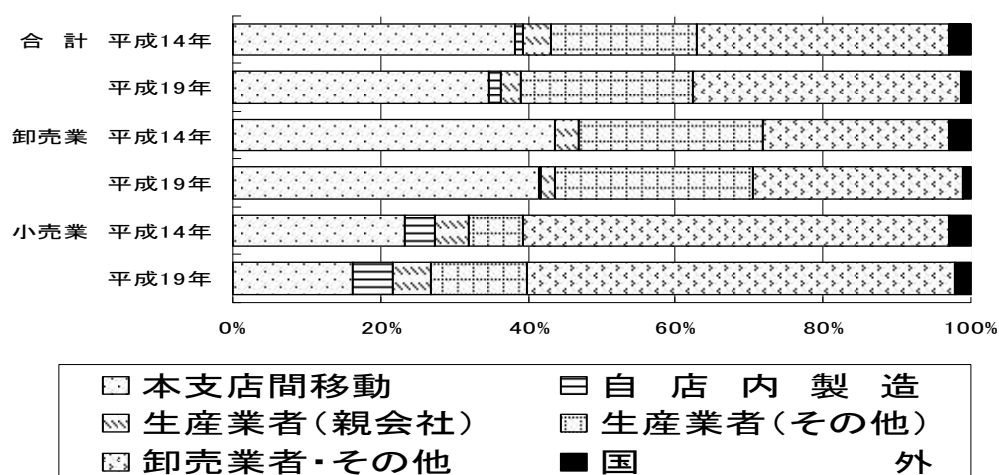 合 計 平成14年
平成19年
卸売業 平成14年
平成19年
小売業 平成14年
平成19年
0% 20% 40% 60% 80% 100%
本支店間移動 自店内製造
生産業者(親会社) 生産業者(その他)
卸売業者・その他 国外